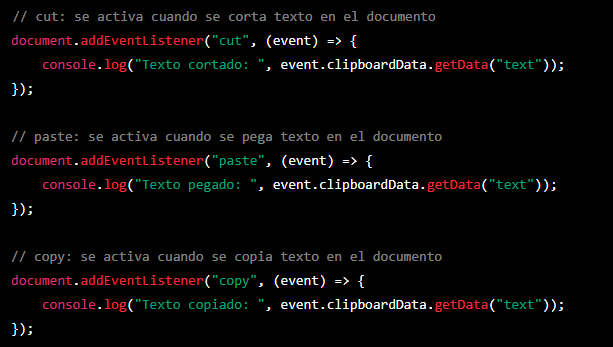 // cut: se activa cuando se corta texto en el documento
document.addEventListener("cut", (event) => {
    console.log("Texto cortado: ", event.clipboardData.getData("text"));
});

// paste: se activa cuando se pega texto en el documento
document.addEventListener("paste", (event) => {
    console.log("Texto pegado: ", event.clipboardData.getData("text"));
});

// copy: se activa cuando se copia texto en el documento
document.addEventListener("copy", (event) => {
    console.log("Texto copiado: ", event.clipboardData.getData("text"));
});